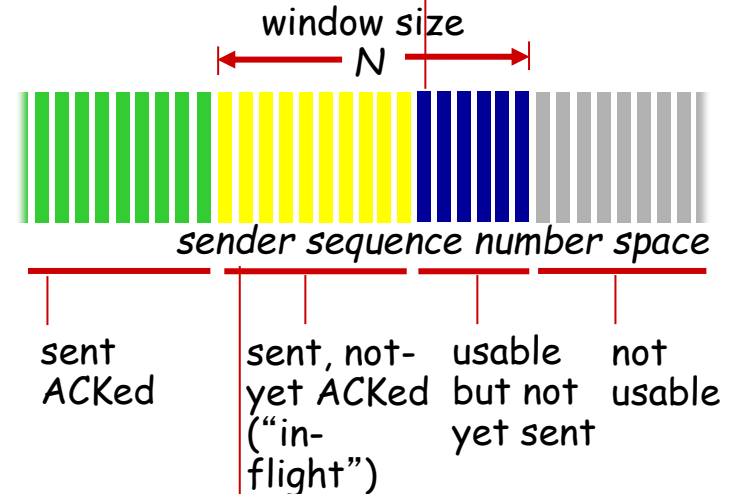 window size
N
sender sequence number space
sent
ACKed
sent, not-
yet ACKed
(“in-
flight”)
usable
but not
yet sent
not
usable